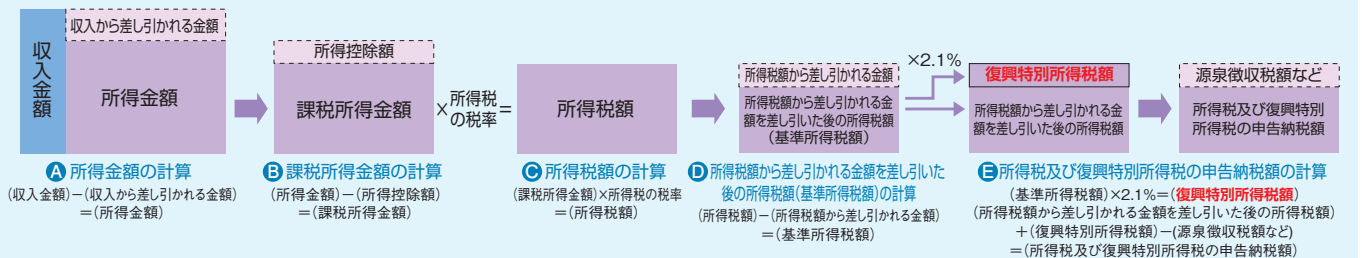 収入金額
収入から差し引かれる金額
所得金額
所得控除額
課税所得金額
×所得税の税率=
所得税額
所得税額から差し引かれる金額
所得税額から差し引かれる金
額を差し引いた後の所得税額
(基準所得税額)
×2.1%
復興特別所得税額
所得税額から差し引かれる金
額を差し引いた後の所得税額
源泉徴収税額など
所得税及び復興特別
所得税の申告納税額
A 所得金額の計算
(収入金額)−(収入から差し引かれる金額)
=(所得金額)
B 課税所得金額の計算
(所得金額)−(所得控除額)
=(課税所得金額)
C 所得税額の計算
(課税所得金額)×所得税の税率
=(所得税額)
D 所得税額から差し引かれる金額を差し引いた
後の所得税額(基準所得税額)の計算
(所得税額)−(所得税額から差し引かれる金額)
=(基準所得税額)
E 所得税及び復興特別所得税の申告納税額の計算
(基準所得税額)×2.1%=(復興特別所得税額)
(所得税額から差し引かれる金額を差し引いた後の所得税額)
+(復興特別所得税額)−(源泉徴収税額など)
=(所得税及び復興特別所得税の申告納税額)